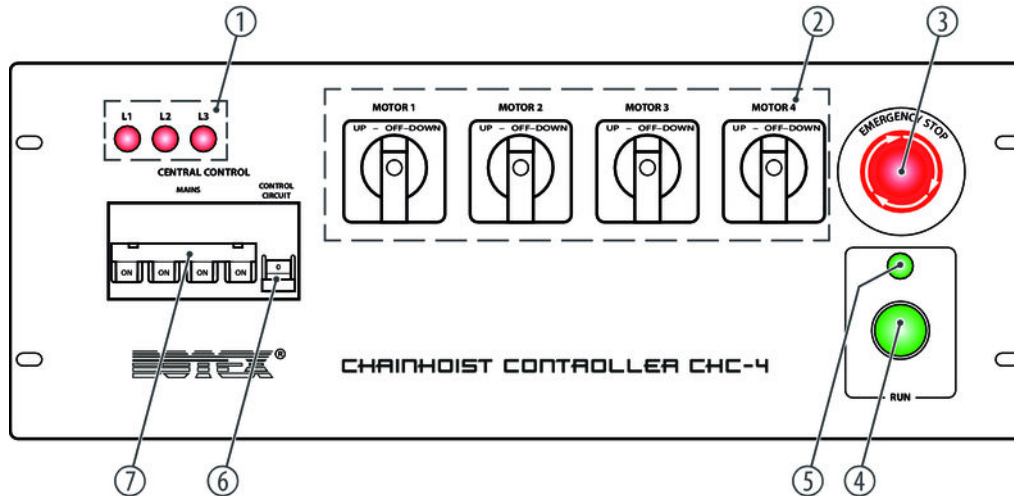 ① ② ③
L1 L2 L3
MOTOR 1 MOTOR 2 MOTOR 3 MOTOR 4
UP – OFF–DOWN UP – OFF–DOWN UP – OFF–DOWN UP – OFF–DOWN
EMERGENCY STOP
CENTRAL CONTROL
MAINS
CONTROL
CIRCUIT
ON ON ON ON
0
BOTEX®
CHAINHOIST CONTROLLER CHC-4
RUN
⑦ ⑥ ⑤ ④